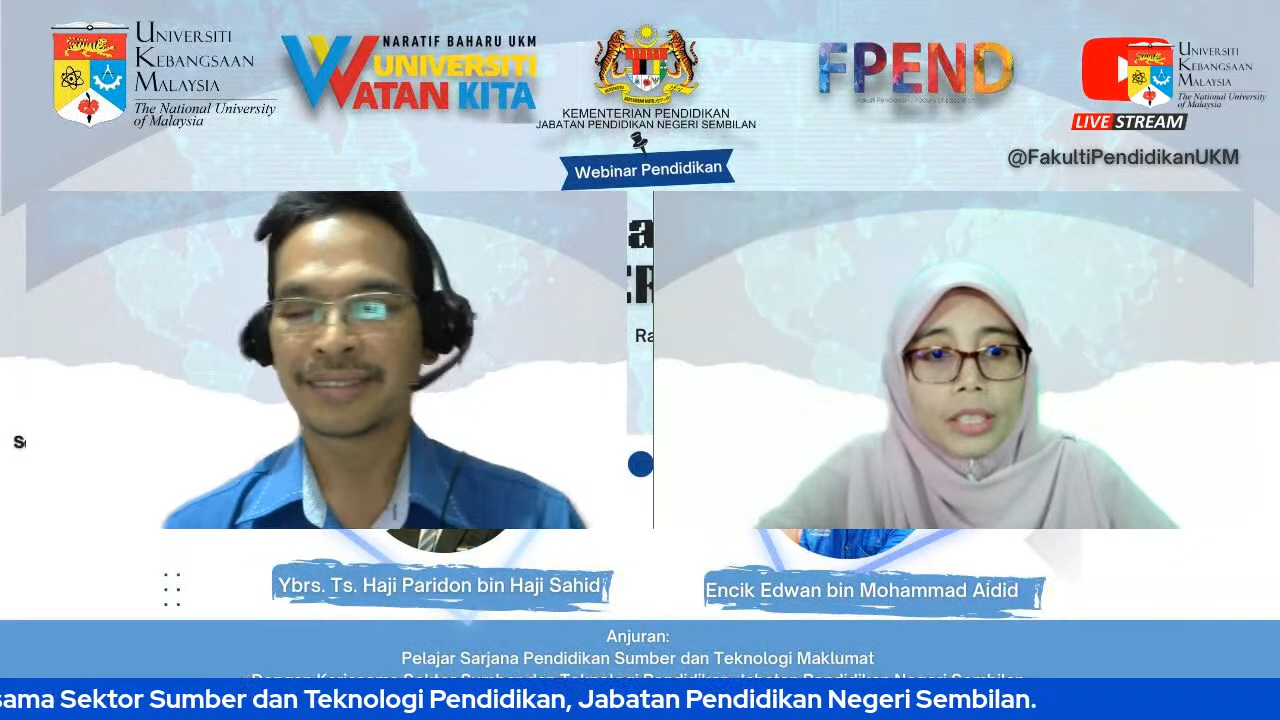 UNIVERSITI
KEBANGSAAN
MALAYSIA
The National University
of Malaysia
NARATIF BAHARU UKM
UNIVERSITI
WATAN KITA
KEMENTERIAN PENDIDIKAN
JABATAN PENDIDIKAN NEGERI SEMBILAN
FPEND
UNIVERSITI
KEBANGSAAN
MALAYSIA
The National University
of Malaysia
LIVE STREAM
@FakultiPendidikanUKM
Webinar Pendidikan
Ybrs. Ts. Haji Paridon bin Haji Sahid
Encik Edwan bin Mohammad Aidid
Anjuran:
Pelajar Sarjana Pendidikan Sumber dan Teknologi Maklumat
sama Sektor Sumber dan Teknologi Pendidikan, Jabatan Pendidikan Negeri Sembilan.